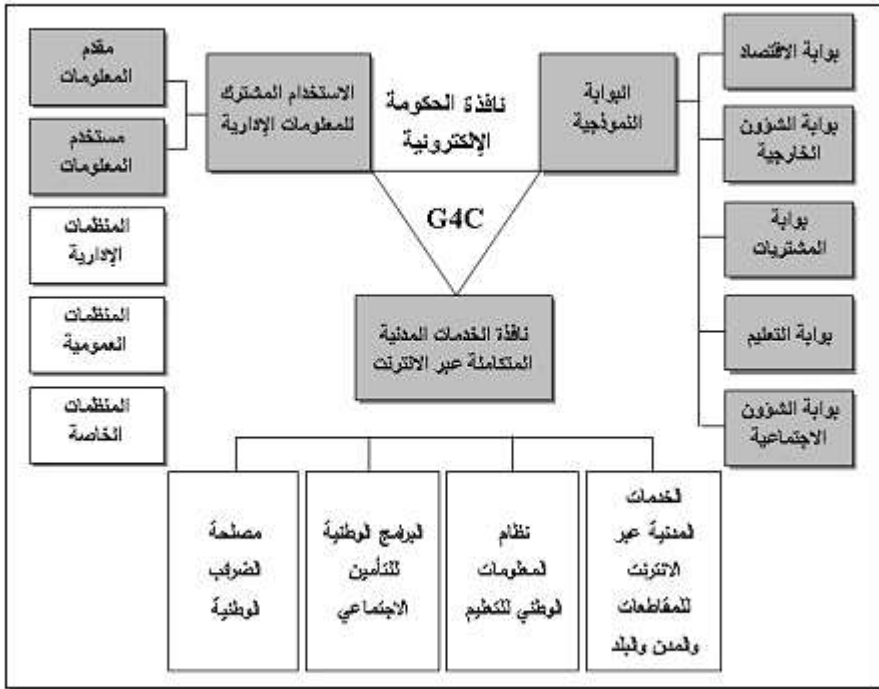 بوابة الاقتصاد
بوابة الشؤون
الخارجية
بوابة
المشتريات
بوابة التعليم
بوابة الشؤون
الاجتماعية
البوابة
النموذجية
نافذة الحكومة
الإلكترونية
G4C
الاستخدام المشترك
للمعلومات الإدارية
مقدم
المعلومات
مستخدم
المعلومات
المنظمات
الإدارية
المنظمات
العمومية
المنظمات
الخاصة
نافذة الخدمات المدنية
المتكاملة عبر الانترنت
الخدمات
المدنية عبر
الانترنت
للمقاطعات
والمدن والبلد
نظام
المعلومات
الوطني للتعليم
البرامج الوطنية
للتأمين
الاجتماعي
مصلحة
الضرائب
الوطنية